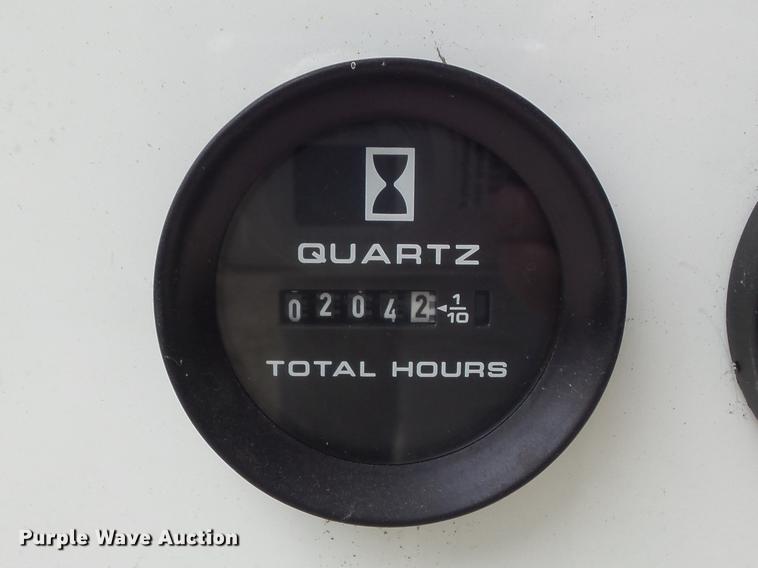 QUARTZ
02042 ◄ 1/10
TOTAL HOURS
Purple Wave Auction